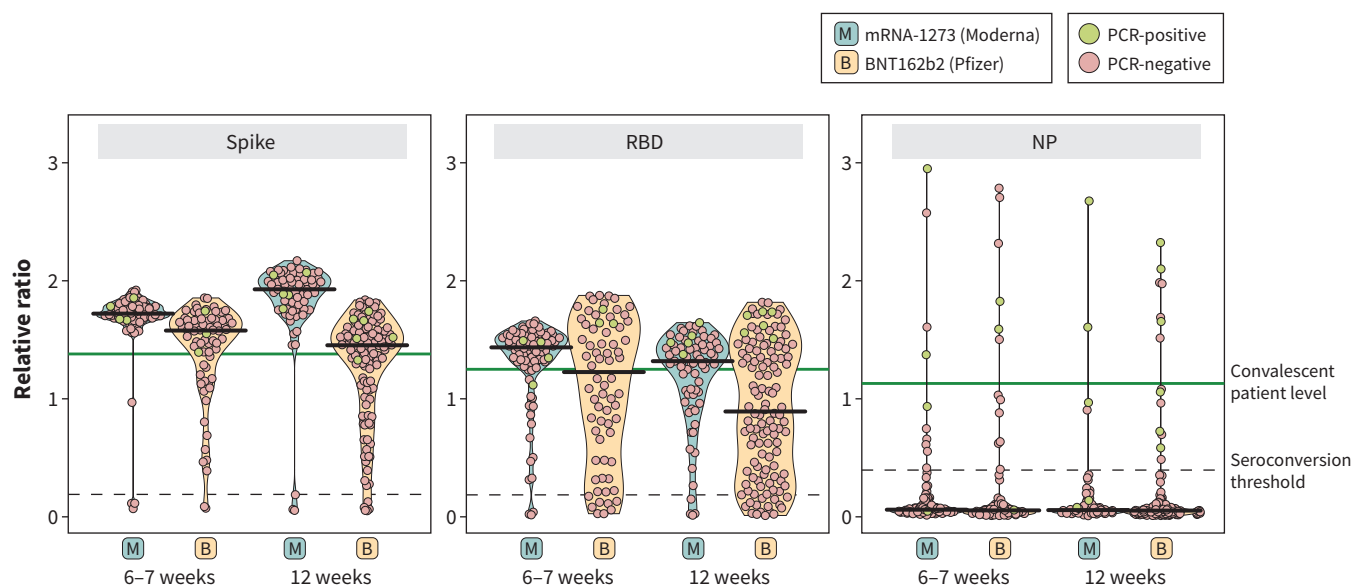 M mRNA-1273 (Moderna)
B BNT162b2 (Pfizer)
PCR-positive
PCR-negative
Relative ratio
Spike
3
2
1
0
M B M B
6–7 weeks 12 weeks
RBD
3
2
1
0
M B M B
6–7 weeks 12 weeks
NP
3
2
1
0
M B M B
6–7 weeks 12 weeks
Convalescent
patient level
Seroconversion
threshold